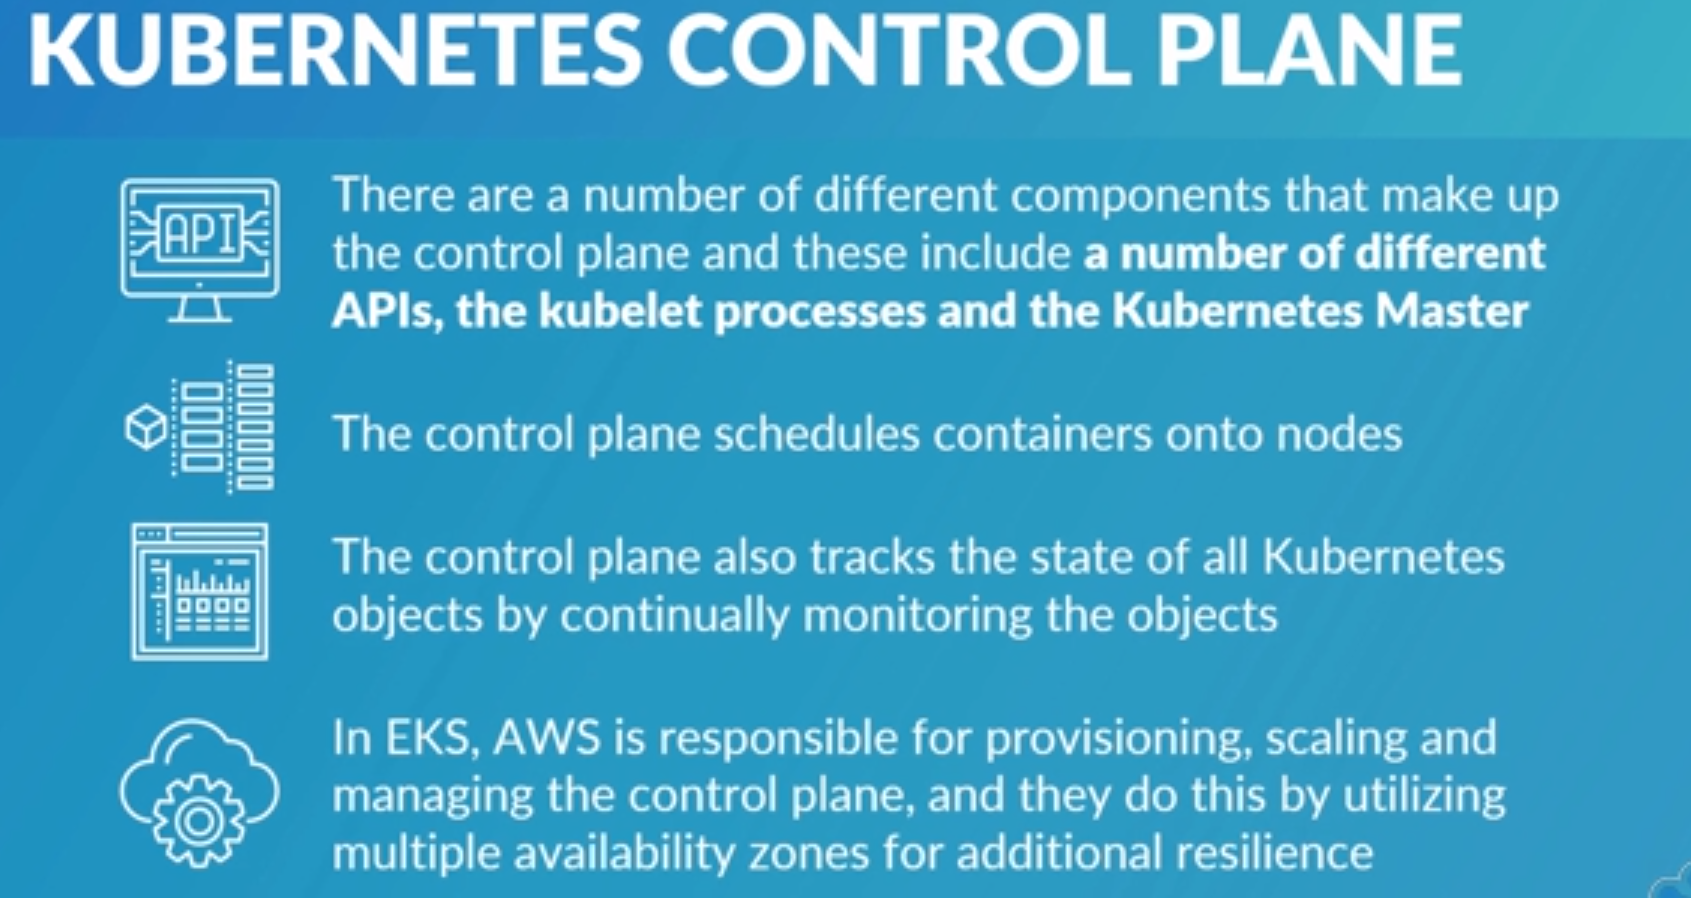 KUBERNETES CONTROL PLANE
API
There are a number of different components that make up
the control plane and these include a number of different
APIs, the kubelet processes and the Kubernetes Master
The control plane schedules containers onto nodes
The control plane also tracks the state of all Kubernetes
objects by continually monitoring the objects
In EKS, AWS is responsible for provisioning, scaling and
managing the control plane, and they do this by utilizing
multiple availability zones for additional resilience